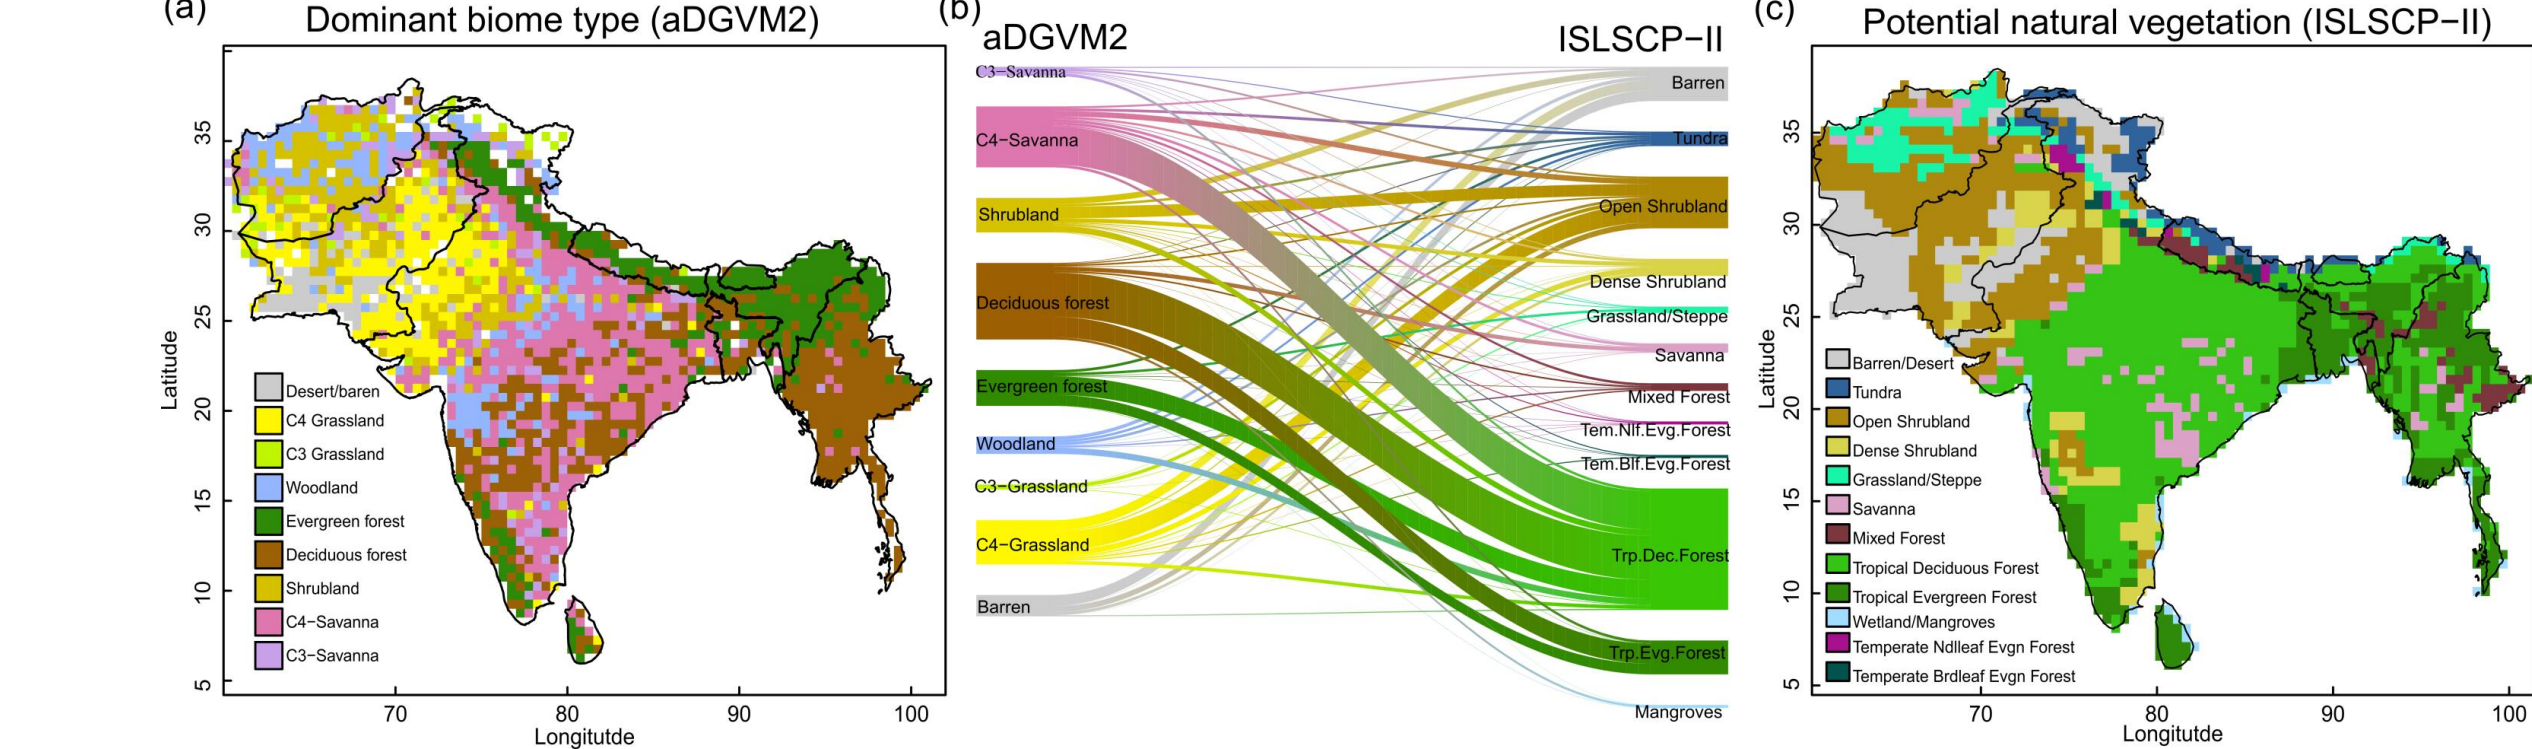 (a)
Dominant biome type (aDGVM2)
Latitude
35
30
25
20
15
10
5
Desert/baren
C4 Grassland
C3 Grassland
Woodland
Evergreen forest
Deciduous forest
Shrubland
C4−Savanna
C3−Savanna
70
80
90
100
Longitutde
(b)
aDGVM2
ISLSCP−II
C3−Savanna
C4−Savanna
Shrubland
Deciduous forest
Evergreen forest
Woodland
C3−Grassland
C4−Grassland
Barren
Barren
Tundra
Open Shrubland
Dense Shrubland
Grassland/Steppe
Savanna
Mixed Forest
Tem.Nlf.Evg.Forest
Tem.Blf.Evg.Forest
Trp.Dec.Forest
Trp.Evg.Forest
Mangroves
(c)
Potential natural vegetation (ISLSCP−II)
Latitude
35
30
25
20
15
10
5
Barren/Desert
Tundra
Open Shrubland
Dense Shrubland
Grassland/Steppe
Savanna
Mixed Forest
Tropical Deciduous Forest
Tropical Evergreen Forest
Wetland/Mangroves
Temperate Ndlleaf Evgn Forest
Temperate Brdleaf Evgn Forest
70
80
90
100
Longitutde